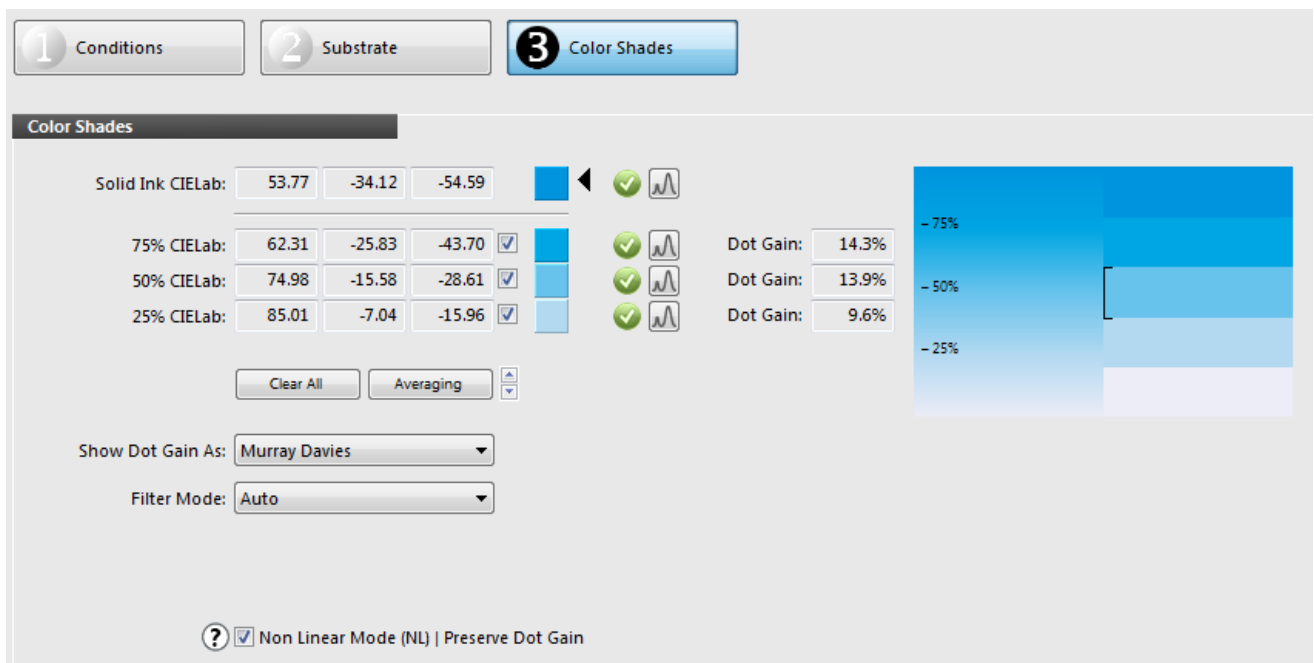 1 Conditions 2 Substrate 3 Color Shades
Color Shades
Solid Ink CIELab: 53.77 -34.12 -54.59
75% CIELab: 62.31 -25.83 -43.70 Dot Gain: 14.3%
50% CIELab: 74.98 -15.58 -28.61 Dot Gain: 13.9%
25% CIELab: 85.01 -7.04 -15.96 Dot Gain: 9.6%
– 75%
– 50%
– 25%
Clear All Averaging
Show Dot Gain As: Murray Davies
Filter Mode: Auto
? Non Linear Mode (NL) | Preserve Dot Gain